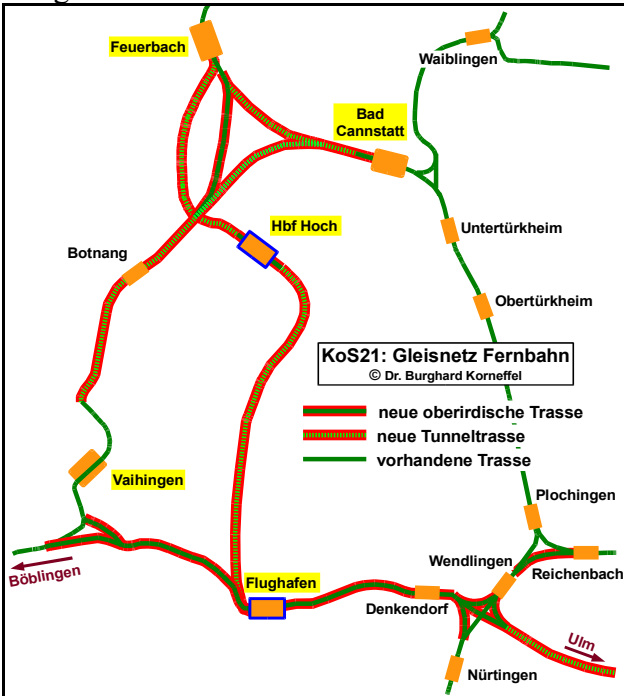 Feuerbach
Waiblingen
Bad
Cannstatt
Hbf Hoch
Untertürkheim
Botnang
Obertürkheim
KoS21: Gleisnetz Fernbahn
© Dr. Burghard Korneffel
neue oberirdische Trasse
neue Tunneltrasse
vorhandene Trasse
Vaihingen
Plochingen
Wendlingen
Reichenbach
Böblingen
Flughafen
Denkendorf
Ulm
Nürtingen